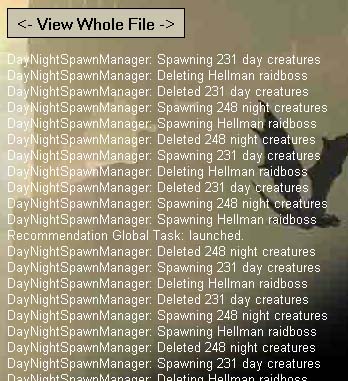 <- View Whole File ->
DayNightSpawnManager: Spawning 231 day creatures
DayNightSpawnManager: Deleting Hellman raidboss
DayNightSpawnManager: Deleted 231 day creatures
DayNightSpawnManager: Spawning 248 night creatures
DayNightSpawnManager: Spawning Hellman raidboss
DayNightSpawnManager: Deleted 248 night creatures
DayNightSpawnManager: Spawning 231 day creatures
DayNightSpawnManager: Deleting Hellman raidboss
DayNightSpawnManager: Deleted 231 day creatures
DayNightSpawnManager: Spawning 248 night creatures
DayNightSpawnManager: Spawning Hellman raidboss
Recommendation Global Task: launched.
DayNightSpawnManager: Deleted 248 night creatures
DayNightSpawnManager: Spawning 231 day creatures
DayNightSpawnManager: Deleting Hellman raidboss
DayNightSpawnManager: Deleted 231 day creatures
DayNightSpawnManager: Spawning 248 night creatures
DayNightSpawnManager: Spawning Hellman raidboss
DayNightSpawnManager: Deleted 248 night creatures
DayNightSpawnManager: Spawning 231 day creatures
DayNightSpawnManager: Deleting Hellman raidboss